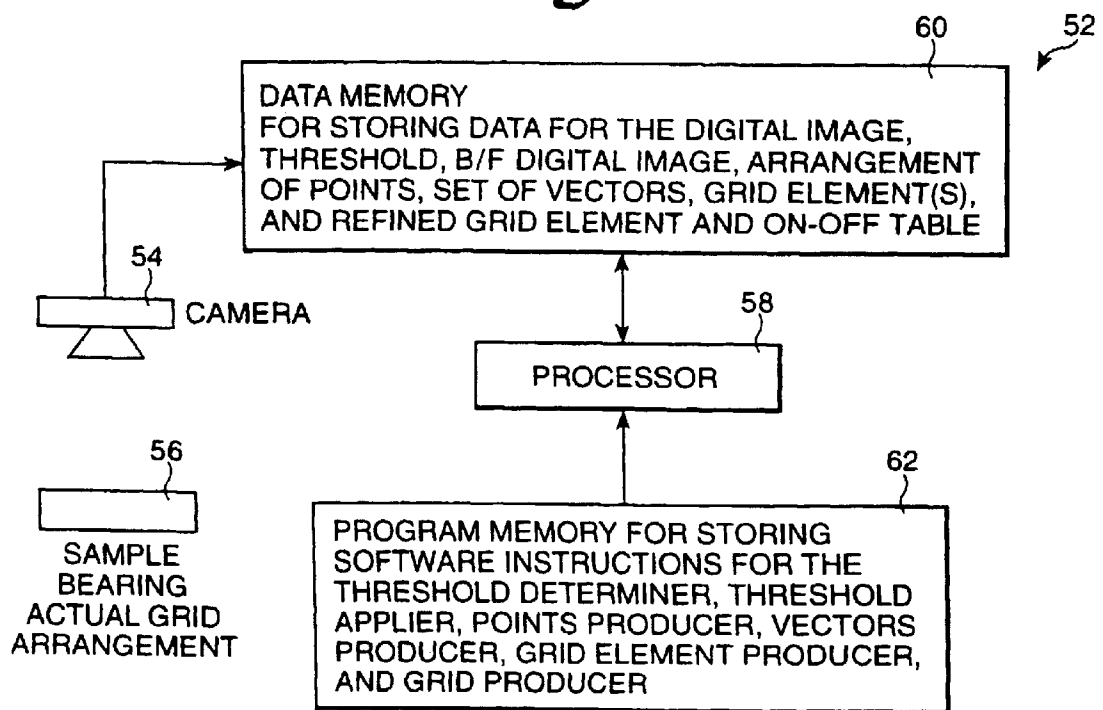 60
52
DATA MEMORY
FOR STORING DATA FOR THE DIGITAL IMAGE,
THRESHOLD, B/F DIGITAL IMAGE, ARRANGEMENT
OF POINTS, SET OF VECTORS, GRID ELEMENT(S),
AND REFINED GRID ELEMENT AND ON-OFF TABLE
54
CAMERA
58
PROCESSOR
56
SAMPLE
BEARING
ACTUAL GRID
ARRANGEMENT
62
PROGRAM MEMORY FOR STORING
SOFTWARE INSTRUCTIONS FOR THE
THRESHOLD DETERMINER, THRESHOLD
APPLIER, POINTS PRODUCER, VECTORS
PRODUCER, GRID ELEMENT PRODUCER,
AND GRID PRODUCER